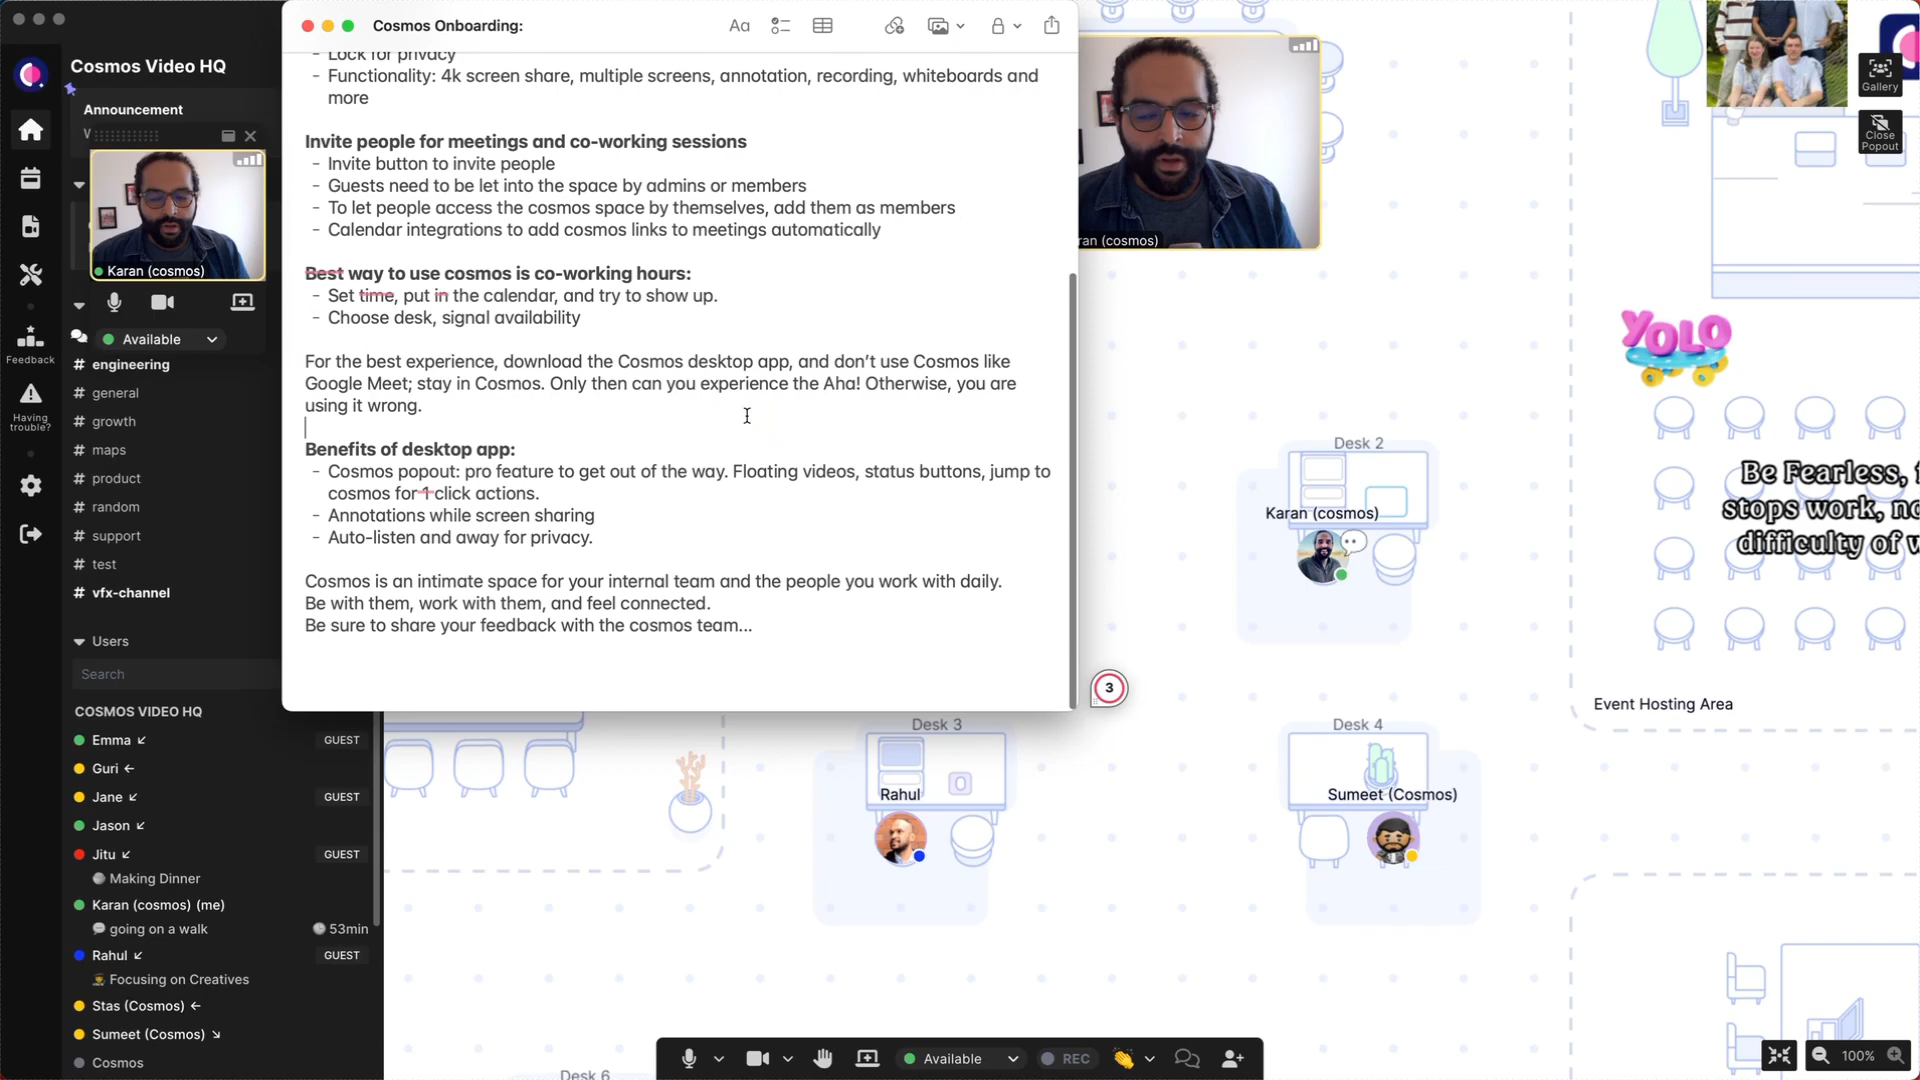 Cosmos Onboarding:
Aa
Lock for privacy
- Functionality: 4k screen share, multiple screens, annotation, recording, whiteboards and
more
Invite people for meetings and co-working sessions
- Invite button to invite people
- Guests need to be let into the space by admins or members
- To let people access the cosmos space by themselves, add them as members
- Calendar integrations to add cosmos links to meetings automatically
Best way to use cosmos is co-working hours:
- Set time, put in the calendar, and try to show up.
- Choose desk, signal availability
For the best experience, download the Cosmos desktop app, and don’t use Cosmos like
Google Meet; stay in Cosmos. Only then can you experience the Aha! Otherwise, you are
using it wrong.
Benefits of desktop app:
- Cosmos popout: pro feature to get out of the way. Floating videos, status buttons, jump to
cosmos for 1 click actions.
- Annotations while screen sharing
- Auto-listen and away for privacy.
Cosmos is an intimate space for your internal team and the people you work with daily.
Be with them, work with them, and feel connected.
Be sure to share your feedback with the cosmos team...
3
Cosmos Video HQ
Announcement
Karan (cosmos)
Available
# engineering
# general
# growth
# maps
# product
# random
# support
# test
# vfx-channel
Users
Search
COSMOS VIDEO HQ
Emma GUEST
Guri
Jane GUEST
Jason
Jitu GUEST
Making Dinner
Karan (cosmos) (me)
going on a walk 53min
Rahul GUEST
Focusing on Creatives
Stas (Cosmos)
Sumeet (Cosmos)
Cosmos
Feedback
Having
trouble?
ran (cosmos)
Gallery
Close
Popout
YOLO
Desk 2
Karan (cosmos)
Be Fearless, f
stops work, no
difficulty of w
Event Hosting Area
Desk 3
Rahul
Desk 4
Sumeet (Cosmos)
Desk 6
Available
REC
100%